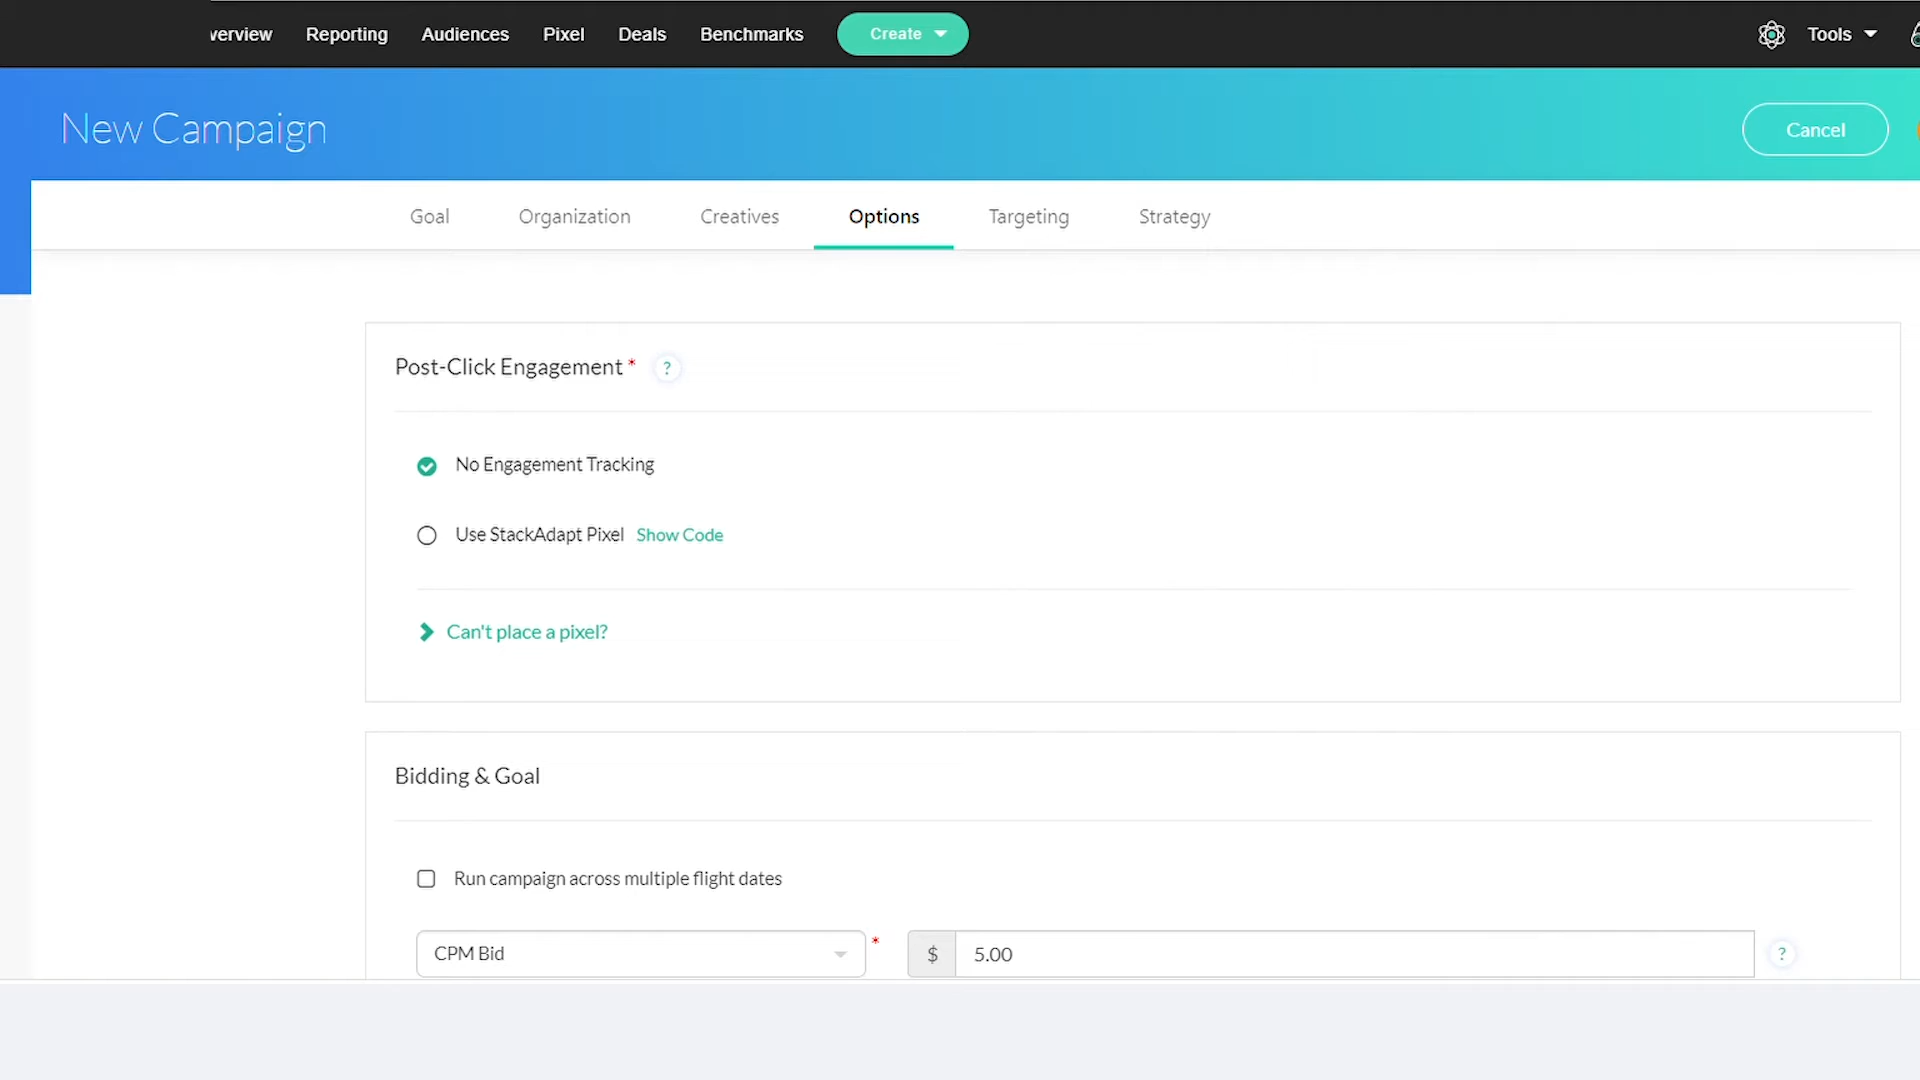 verview Reporting Audiences Pixel Deals Benchmarks Create Tools
New Campaign
Cancel
Goal Organization Creatives Options Targeting Strategy
Post-Click Engagement * ?
No Engagement Tracking
Use StackAdapt Pixel Show Code
Can't place a pixel?
Bidding & Goal
Run campaign across multiple flight dates
CPM Bid * $ 5.00 ?